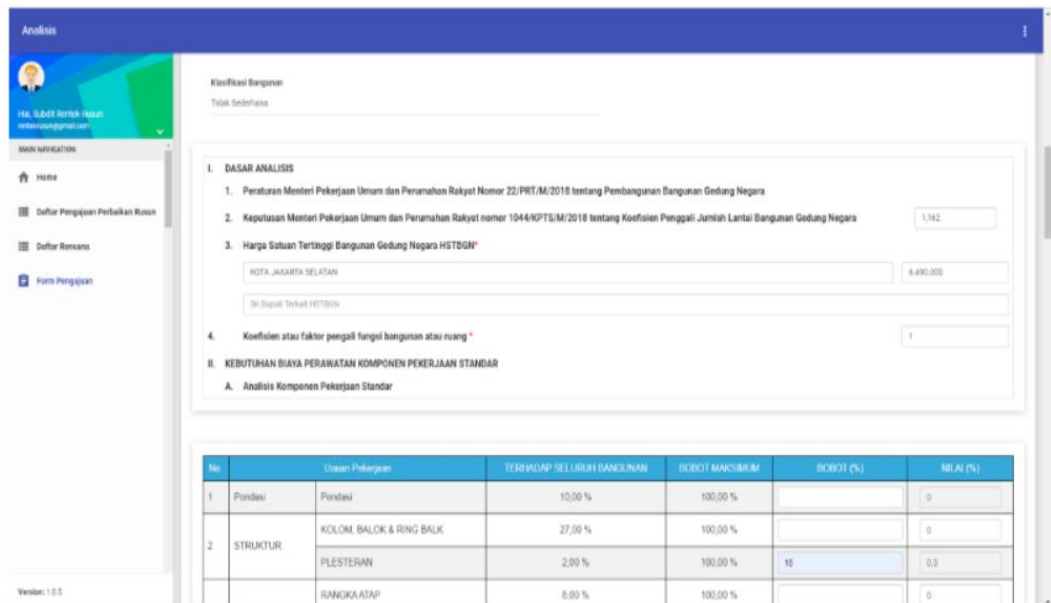 Analisis
Hai, Subdit Rentek Rusun
MAIN NAVIGATION
Home
Daftar Pengajuan Perbaikan Rusun
Daftar Rencana
Form Pengajuan
Version: 1.0.0
Klasifikasi Bangunan
Tidak Sederhana
I. DASAR ANALISIS
1. Peraturan Menteri Pekerjaan Umum dan Perumahan Rakyat Nomor 22/PRT/M/2018 tentang Pembangunan Bangunan Gedung Negara
2. Keputusan Menteri Pekerjaan Umum dan Perumahan Rakyat nomor 1044/KPTS/M/2018 tentang Koefisien Penggali Jumlah Lantai Bangunan Gedung Negara 1,162
3. Harga Satuan Tertinggi Bangunan Gedung Negara HSTBGN*
KOTA JAKARTA SELATAN 6.490.000
SK Bupati Terkait HSTBGN
4. Koefisien atau faktor pengali fungsi bangunan atau ruang * 1
II. KEBUTUHAN BIAYA PERAWATAN KOMPONEN PEKERJAAN STANDAR
A. Analisis Komponen Pekerjaan Standar
No Uraian Pekerjaan TERHADAP SELURUH BANGUNAN BOBOT MAKSIMUM BOBOT (%) NILAI (%)
1 Pondasi Pondasi 10,00 % 100,00 % 0
2 STRUKTUR KOLOM, BALOK & RING BALK 27,00 % 100,00 % 0
PLESTERAN 2,00 % 100,00 % 15 0.3
RANGKA ATAP 8,00 % 100,00 % 0